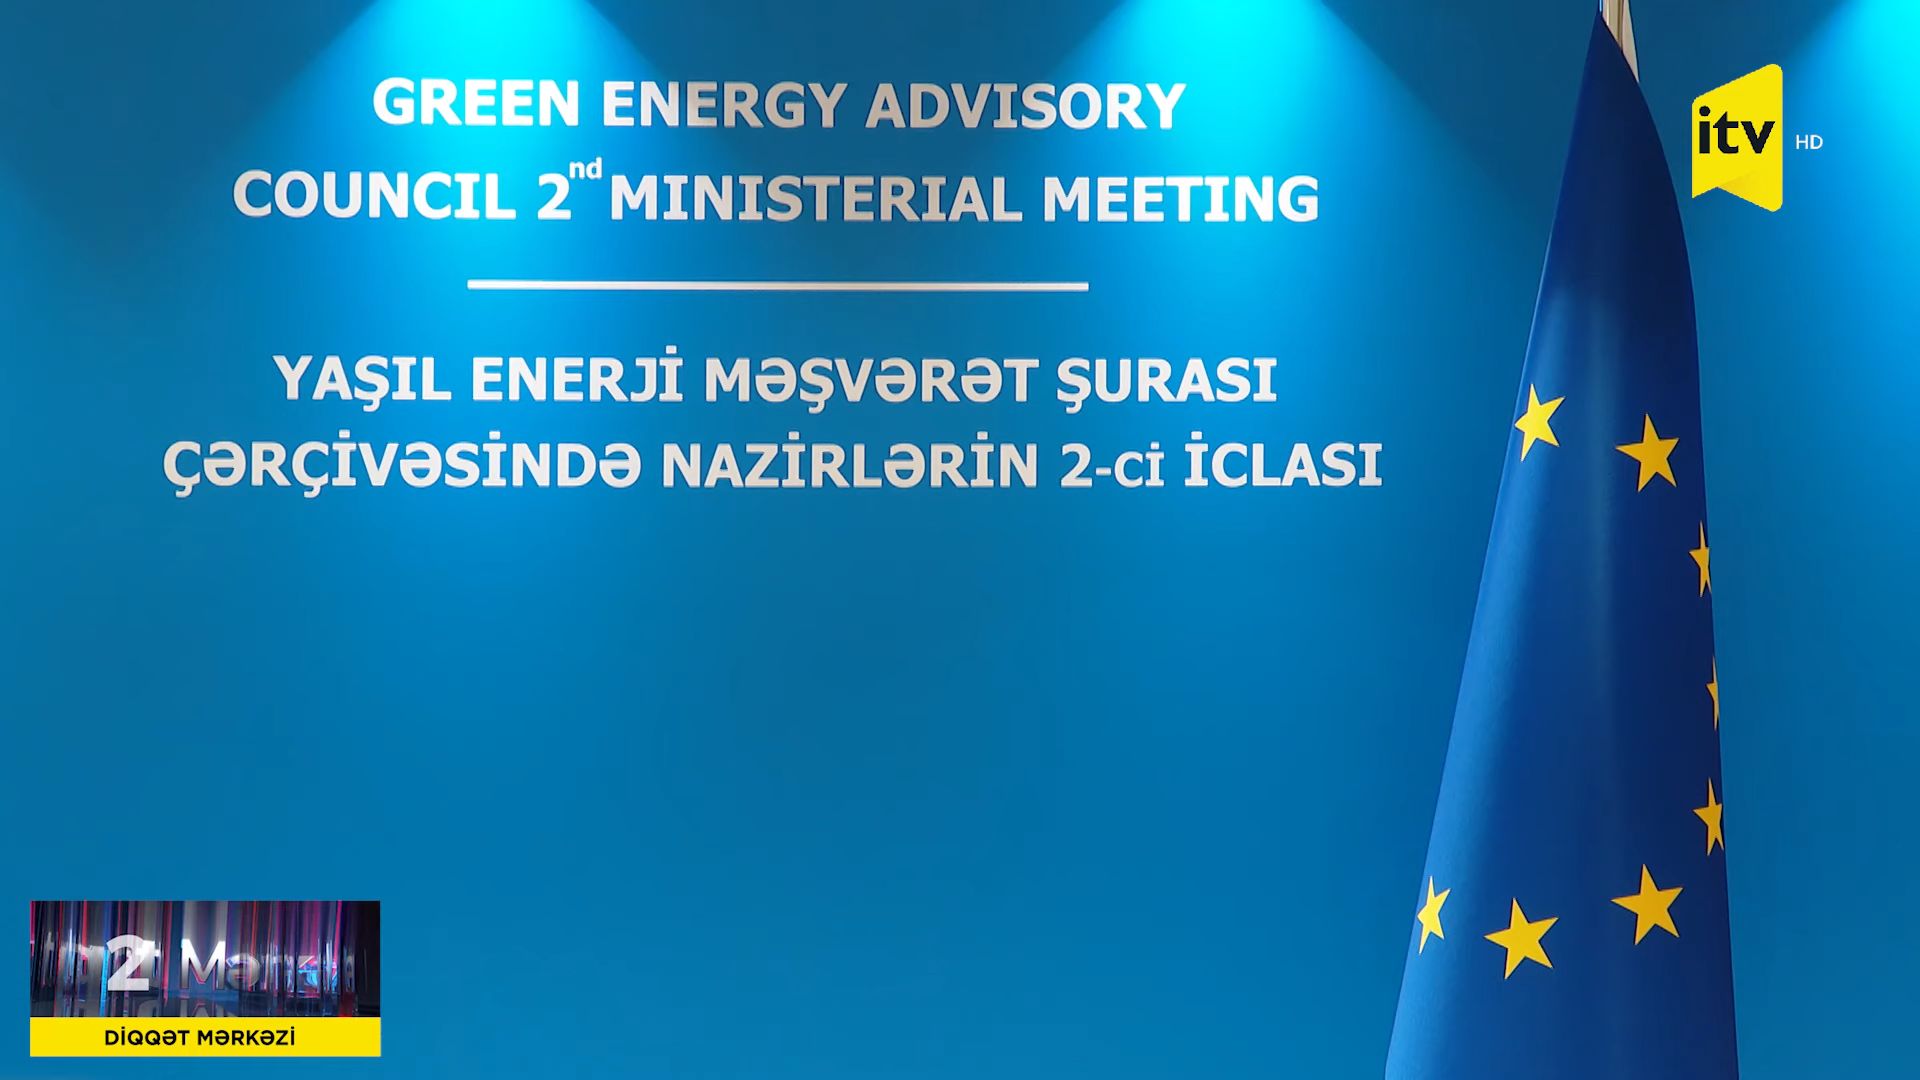 GREEN ENERGY ADVISORY
COUNCIL 2nd MINISTERIAL MEETING
YAŞIL ENERJİ MƏŞVƏRƏT ŞURASI
ÇƏRÇİVƏSİNDƏ NAZİRLƏRİN 2-Cİ İCLASI
itv HD
DİQQƏT MƏRKƏZİ